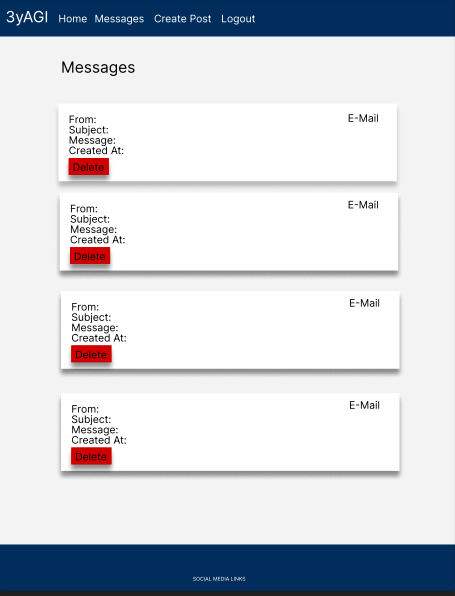 3yAGI Home Messages Create Post Logout
Messages
From: E-Mail
Subject:
Message:
Created At:
Delete
From: E-Mail
Subject:
Message:
Created At:
Delete
From: E-Mail
Subject:
Message:
Created At:
Delete
From: E-Mail
Subject:
Message:
Created At:
Delete
SOCIAL MEDIA LINKS